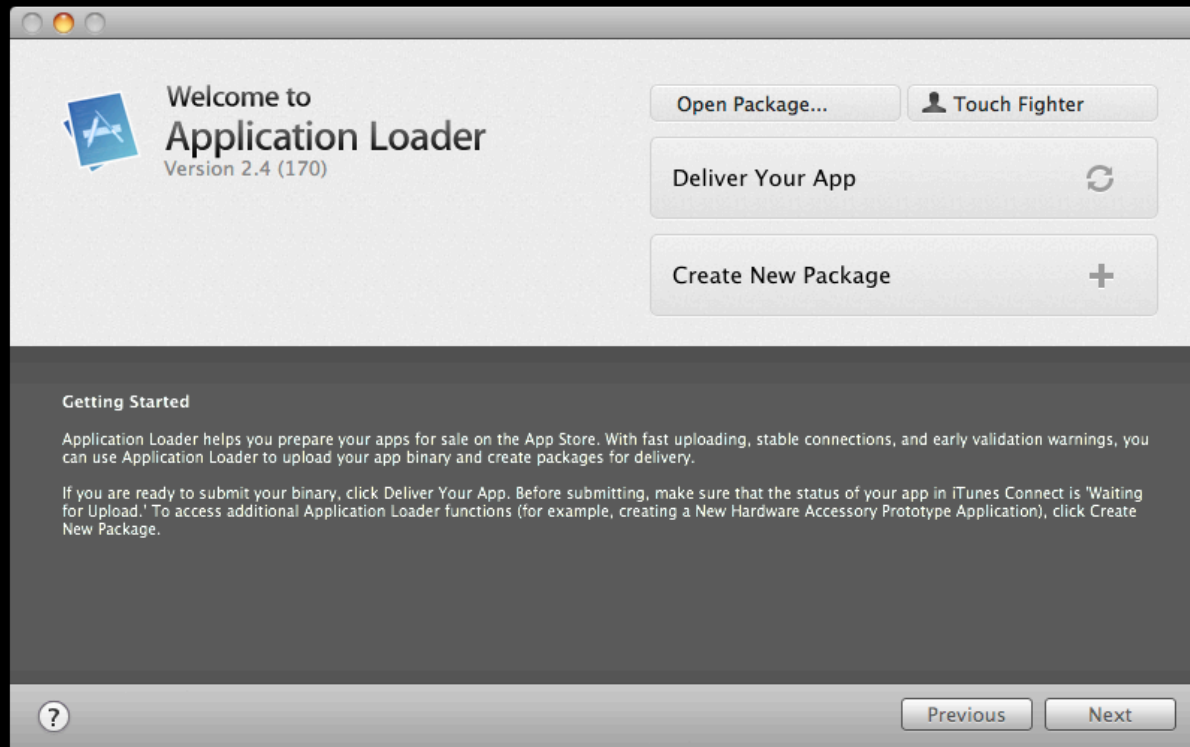 Welcome to
Application Loader
Version 2.4 (170)
Open Package...
Touch Fighter
Deliver Your App
Create New Package
Getting Started
Application Loader helps you prepare your apps for sale on the App Store. With fast uploading, stable connections, and early validation warnings, you
can use Application Loader to upload your app binary and create packages for delivery.
If you are ready to submit your binary, click Deliver Your App. Before submitting, make sure that the status of your app in iTunes Connect is 'Waiting
for Upload.' To access additional Application Loader functions (for example, creating a New Hardware Accessory Prototype Application), click Create
New Package.
?
Previous
Next